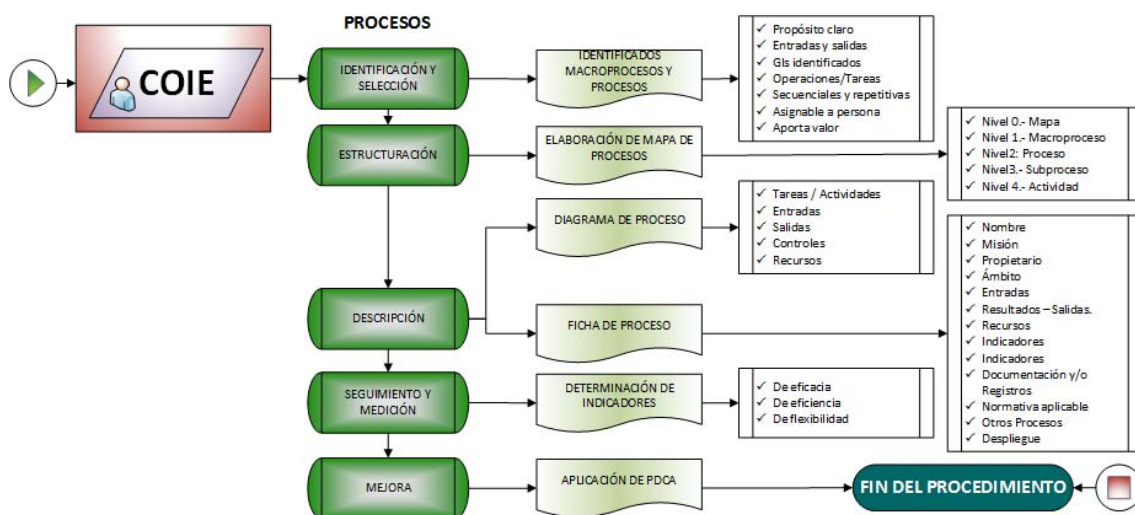 PROCESOS
COIE
IDENTIFICACIÓN Y
SELECCIÓN
IDENTIFICADOS
MACROPROCESOS Y
PROCESOS
✓ Propósito claro
✓ Entradas y salidas
✓ GIs identificados
✓ Operaciones/Tareas
✓ Secuenciales y repetitivas
✓ Asignable a persona
✓ Aporta valor
ESTRUCTURACIÓN
ELABORACIÓN DE MAPA DE
PROCESOS
✓ Nivel 0.- Mapa
✓ Nivel 1.- Macroproceso
✓ Nivel2: Proceso
✓ Nivel3.- Subproceso
✓ Nivel 4.- Actividad
DESCRIPCIÓN
DIAGRAMA DE PROCESO
✓ Tareas / Actividades
✓ Entradas
✓ Salidas
✓ Controles
✓ Recursos
FICHA DE PROCESO
✓ Nombre
✓ Misión
✓ Propietario
✓ Ámbito
✓ Entradas
✓ Resultados – Salidas.
✓ Recursos
✓ Indicadores
✓ Indicadores
✓ Documentación y/o
Registros
✓ Normativa aplicable
✓ Otros Procesos
✓ Despliegue
SEGUIMIENTO Y
MEDICIÓN
DETERMINACIÓN DE
INDICADORES
✓ De eficacia
✓ De eficiencia
✓ De flexibilidad
MEJORA
APLICACIÓN DE PDCA
FIN DEL PROCEDIMIENTO